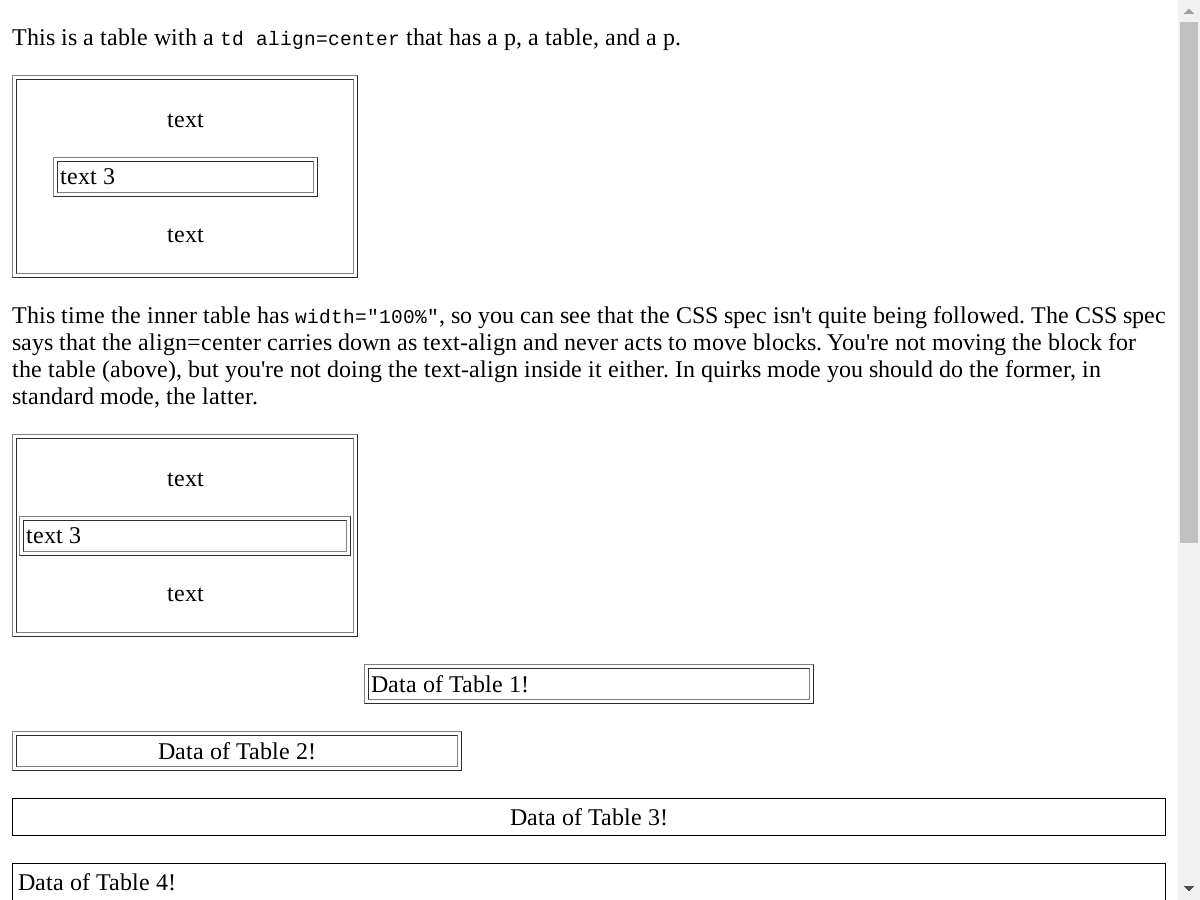 This is a table with a td align=center that has a p, a table, and a p.
text
text 3
text
This time the inner table has width="100%", so you can see that the CSS spec isn't quite being followed. The CSS spec
says that the align=center carries down as text-align and never acts to move blocks. You're not moving the block for
the table (above), but you're not doing the text-align inside it either. In quirks mode you should do the former, in
standard mode, the latter.
text
text 3
text
Data of Table 1!
Data of Table 2!
Data of Table 3!
Data of Table 4!